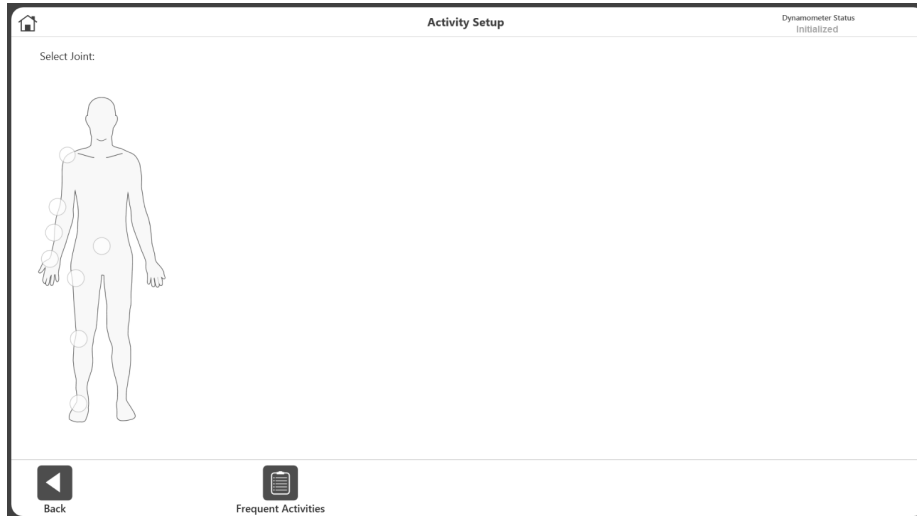 Activity Setup
Dynamometer Status
Initialized
Select Joint:
Back
Frequent Activities